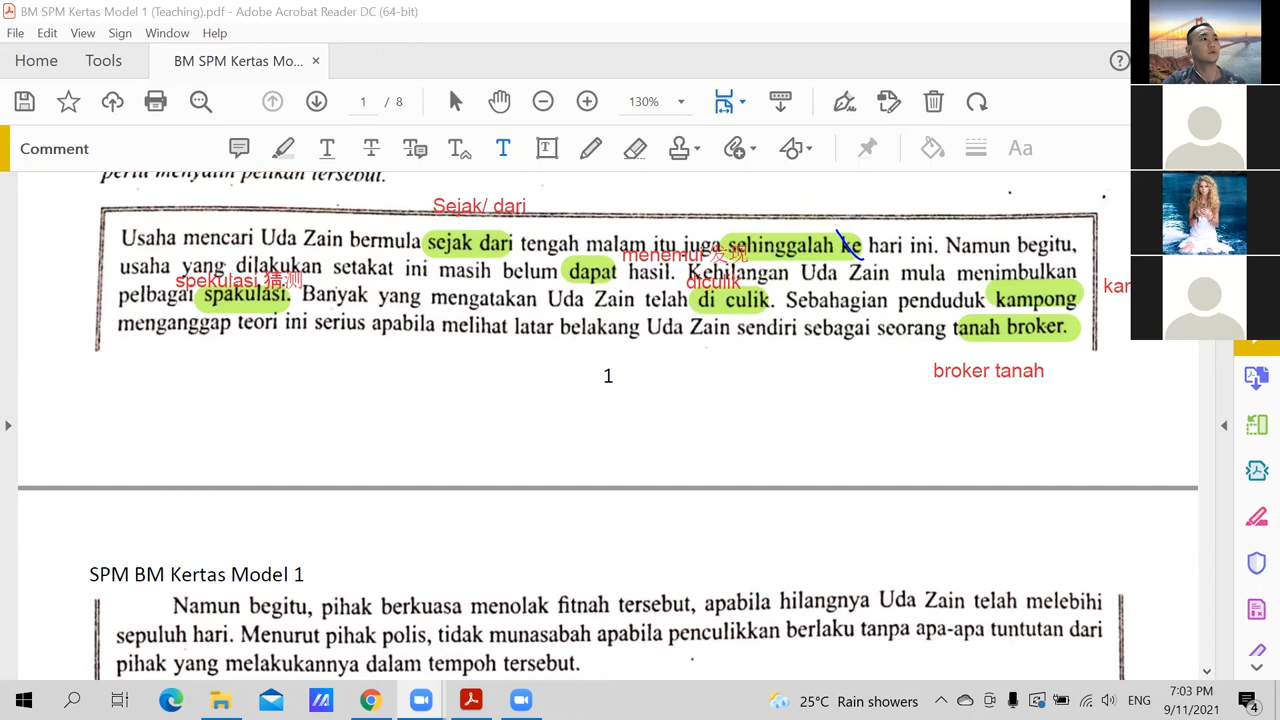 BM SPM Kertas Model 1 (Teaching).pdf - Adobe Acrobat Reader DC (64-bit)
File Edit View Sign Window Help
Home Tools BM SPM Kertas Mo... ×
1 / 8 130%
Comment
perlu menyalin petikan tersebut.
Sejak/ dari
Usaha mencari Uda Zain bermula sejak dari tengah malam itu juga sehinggalah ke hari ini. Namun begitu,
menemui 发现
usaha yang dilakukan setakat ini masih belum dapat hasil. Kehilangan Uda Zain mula menimbulkan
spekulasi 猜测 diculik
pelbagai spakulasi. Banyak yang mengatakan Uda Zain telah di culik. Sebahagian penduduk kampong
menganggap teori ini serius apabila melihat latar belakang Uda Zain sendiri sebagai seorang tanah broker.
broker tanah
1
SPM BM Kertas Model 1
Namun begitu, pihak berkuasa menolak fitnah tersebut, apabila hilangnya Uda Zain telah melebihi
sepuluh hari. Menurut pihak polis, tidak munasabah apabila penculikkan berlaku tanpa apa-apa tuntutan dari
pihak yang melakukannya dalam tempoh tersebut.
25°C Rain showers ENG 7:03 PM
9/11/2021 4